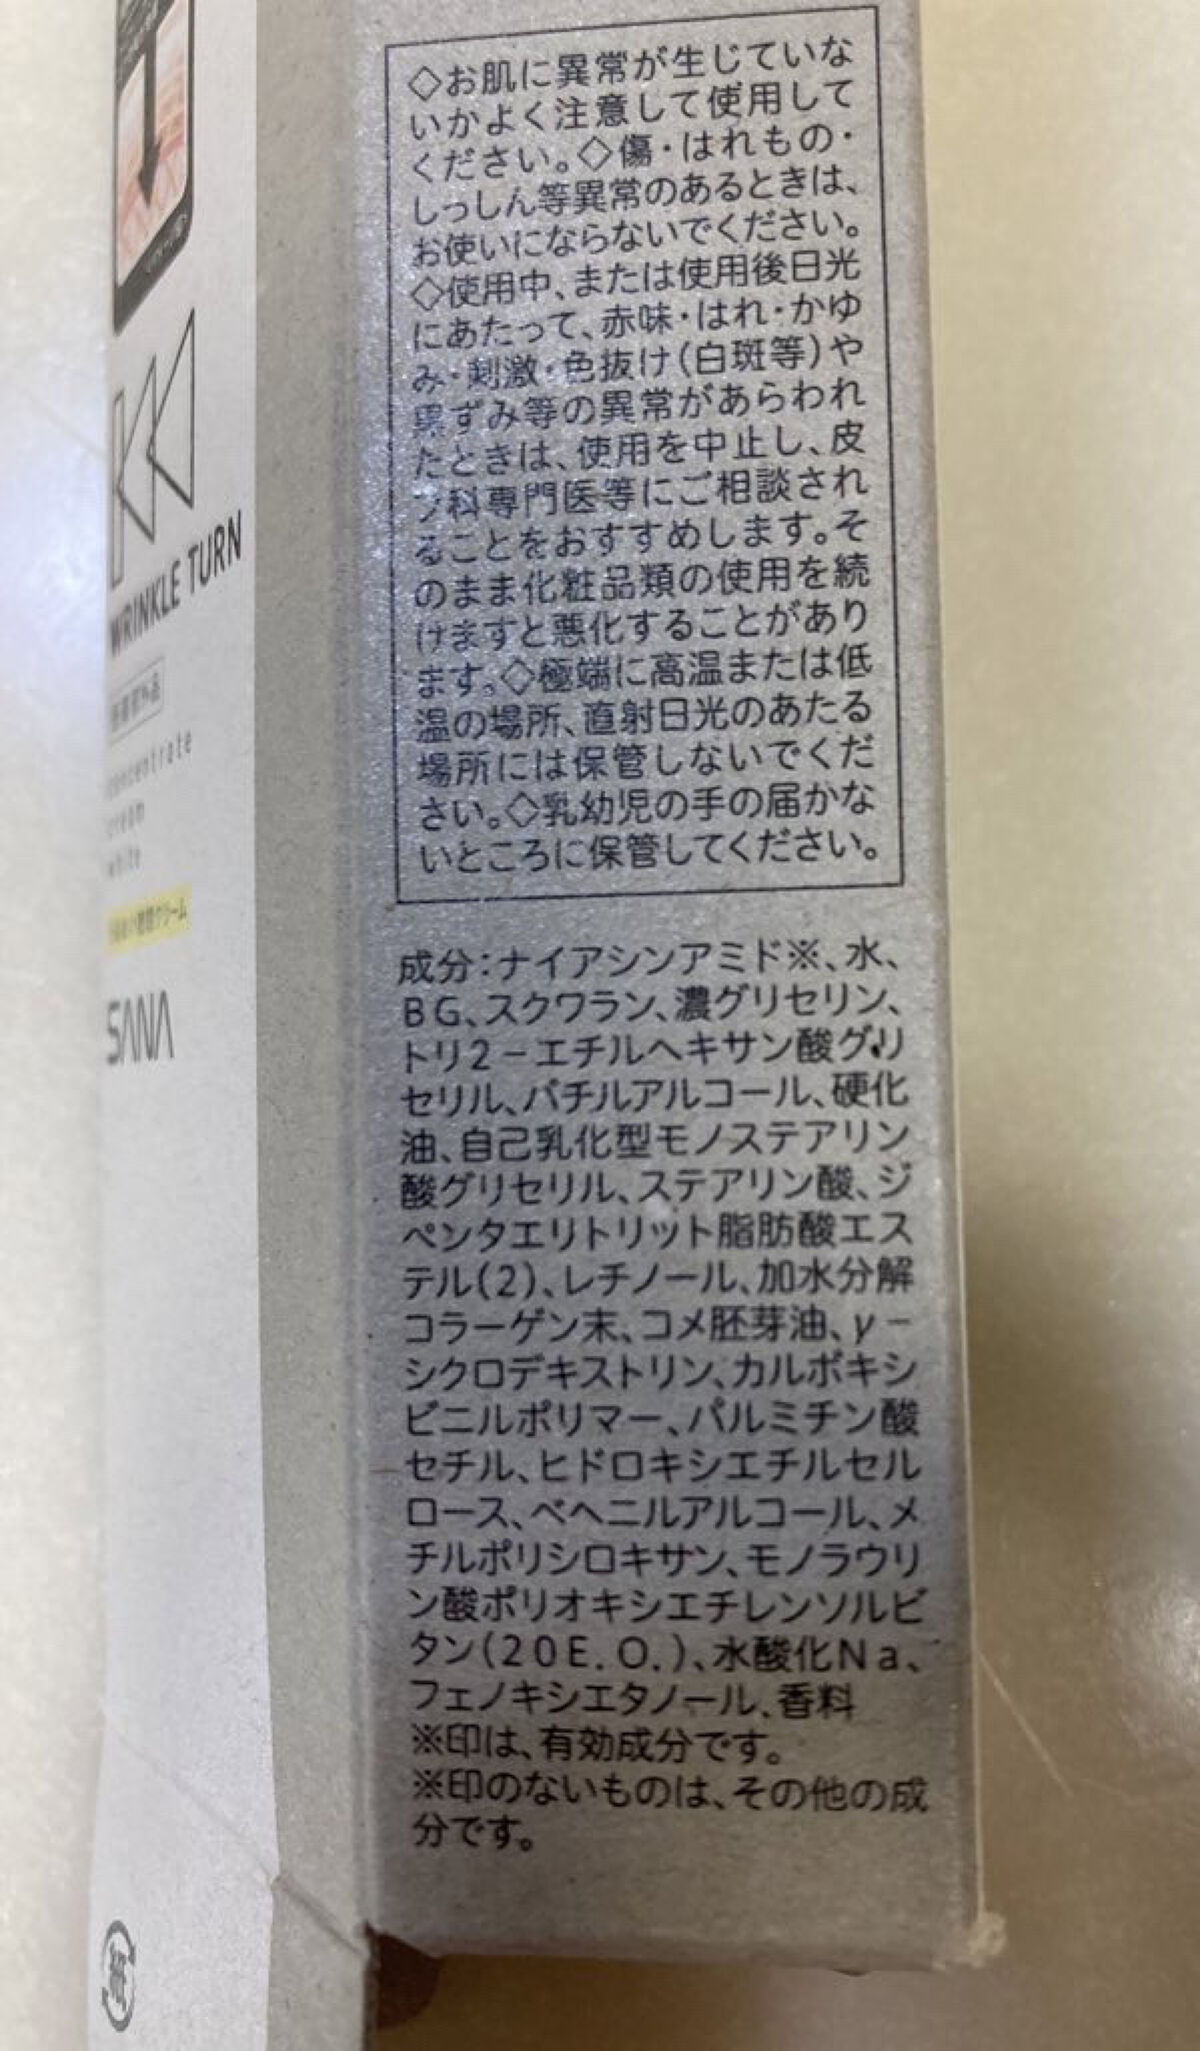 ◇お肌に異常が生じていな
いかよく注意して使用して
ください。◇傷・はれもの・
しっしん等異常のあるときは、
お使いにならないでください。
◇使用中、または使用後日光
にあたって、赤味・はれ・かゆ
み・刺激・色抜け(白斑等)や
黒ずみ等の異常があらわれ
たときは、使用を中止し、皮
フ科専門医等にご相談され
ることをおすすめします。そ
のまま化粧品類の使用を続
けますと悪化することがあり
ます。◇極端に高温または低
温の場所、直射日光のあたる
場所には保管しないでくだ
さい。◇乳幼児の手の届かな
いところに保管してください。
成分:ナイアシンアミド※、水、
BG、スクワラン、濃グリセリン、
トリ2-エチルヘキサン酸グリ
セリル、バチルアルコール、硬化
油、自己乳化型モノステアリン
酸グリセリル、ステアリン酸、ジ
ペンタエリトリット脂肪酸エス
テル(2)、レチノール、加水分解
コラーゲン末、コメ胚芽油、γ-
シクロデキストリン、カルボキシ
ビニルポリマー、パルミチン酸
セチル、ヒドロキシエチルセル
ロース、ベヘニルアルコール、メ
チルポリシロキサン、モノラウリ
ン酸ポリオキシエチレンソルビ
タン(20E.O.)、水酸化Na、
フェノキシエタノール、香料
※印は、有効成分です。
※印のないものは、その他の成
分です。
WRINKLE TURN
医薬部外品
concentrate
cream
white
SANA